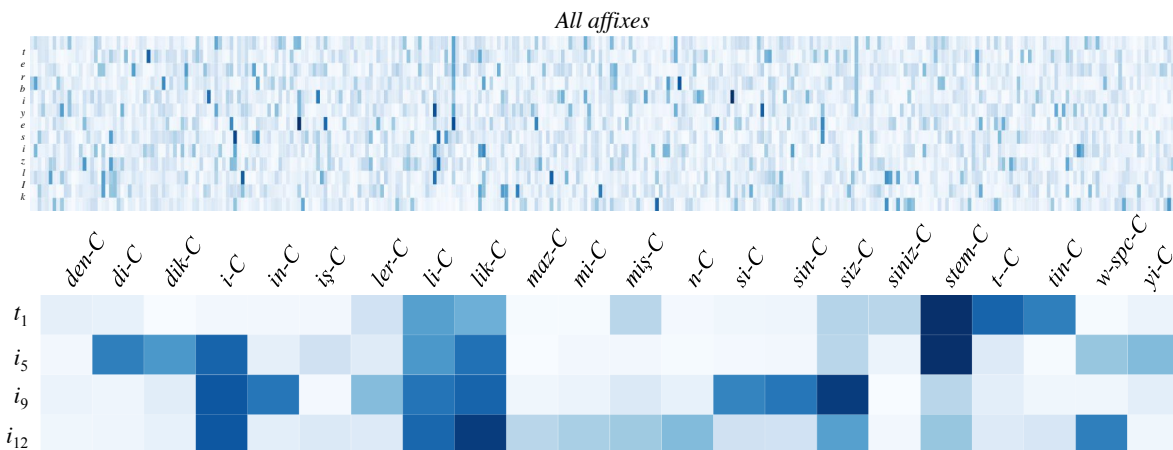 All affixes
t
e
r
b
i
y
e
s
i
z
l
I
k
den-C di-C dik-C i-C in-C iş-C ler-C li-C lik-C maz-C mi-C miş-C n-C si-C sin-C siz-C siniz-C stem-C t--C tin-C w-spc-C yi-C
t1
i5
i9
i12